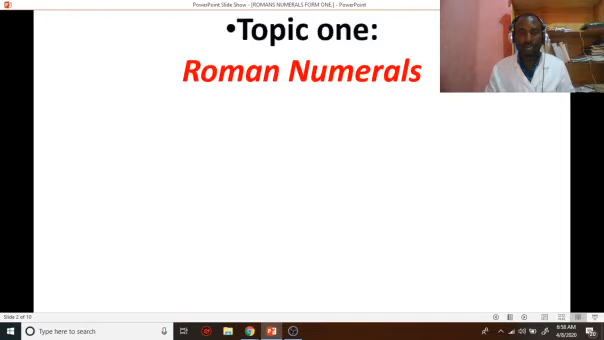 PowerPoint Slide Show - [ROMANS NUMERALS FORM ONE.] - PowerPoint
•Topic one:
Roman Numerals
Slide 2 of 10
Type here to search
6:58 AM
4/8/2020
20